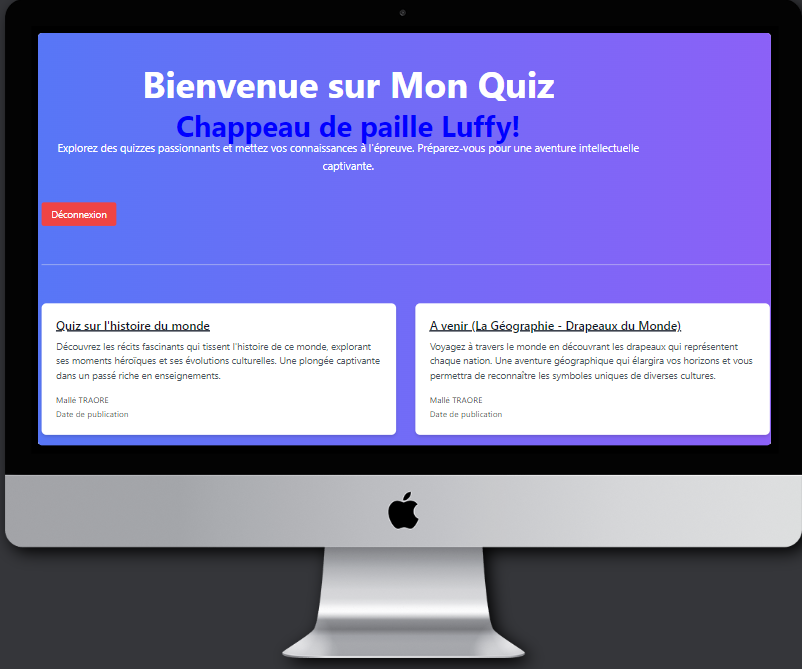 Bienvenue sur Mon Quiz
Chappeau de paille Luffy!
Explorez des quizzes passionnants et mettez vos connaissances à l'épreuve. Préparez-vous pour une aventure intellectuelle
captivante.
Déconnexion
Quiz sur l'histoire du monde
Découvrez les récits fascinants qui tissent l'histoire de ce monde, explorant
ses moments héroïques et ses évolutions culturelles. Une plongée captivante
dans un passé riche en enseignements.
Mallé TRAORE
Date de publication
A venir (La Géographie - Drapeaux du Monde)
Voyagez à travers le monde en découvrant les drapeaux qui représentent
chaque nation. Une aventure géographique qui élargira vos horizons et vous
permettra de reconnaître les symboles uniques de diverses cultures.
Mallé TRAORE
Date de publication